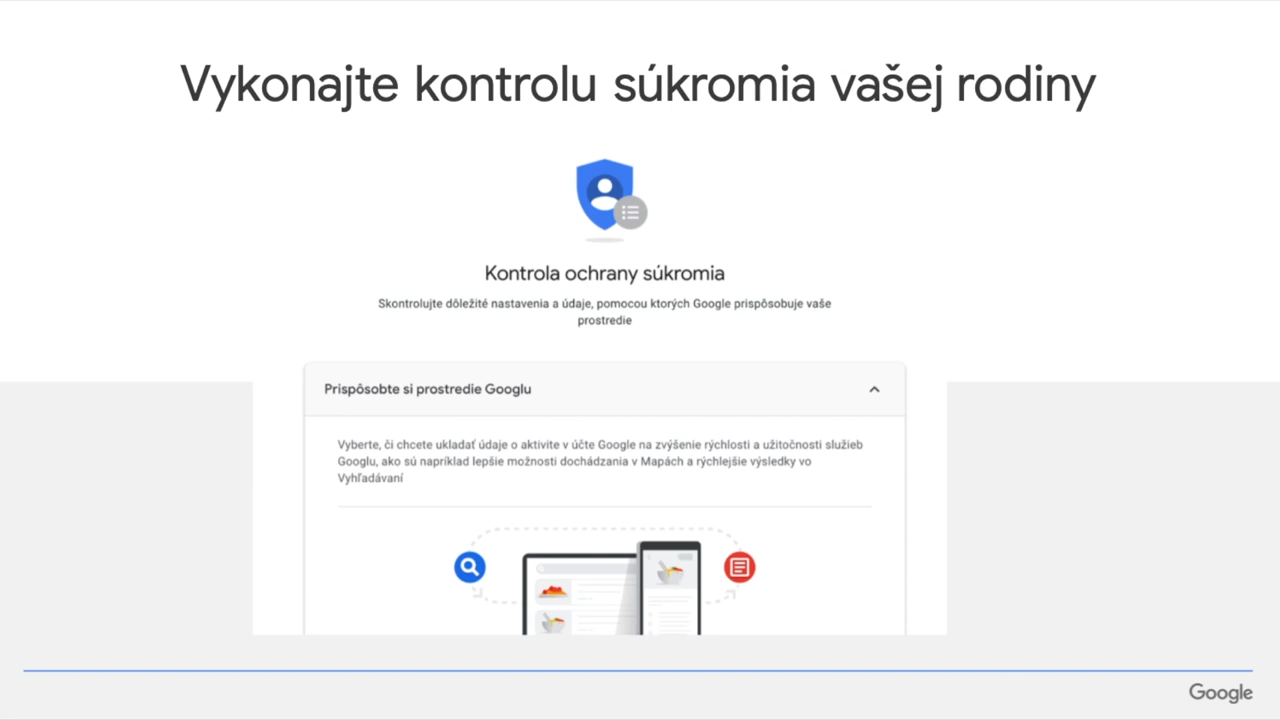 Vykonajte kontrolu súkromia vašej rodiny
Kontrola ochrany súkromia
Skontrolujte dôležité nastavenia a údaje, pomocou ktorých Google prispôsobuje vaše
prostredie
Prispôsobte si prostredie Googlu
Vyberte, či chcete ukladať údaje o aktivite v účte Google na zvýšenie rýchlosti a užitočnosti služieb
Googlu, ako sú napríklad lepšie možnosti dochádzania v Mapách a rýchlejšie výsledky vo
Vyhľadávaní
Google